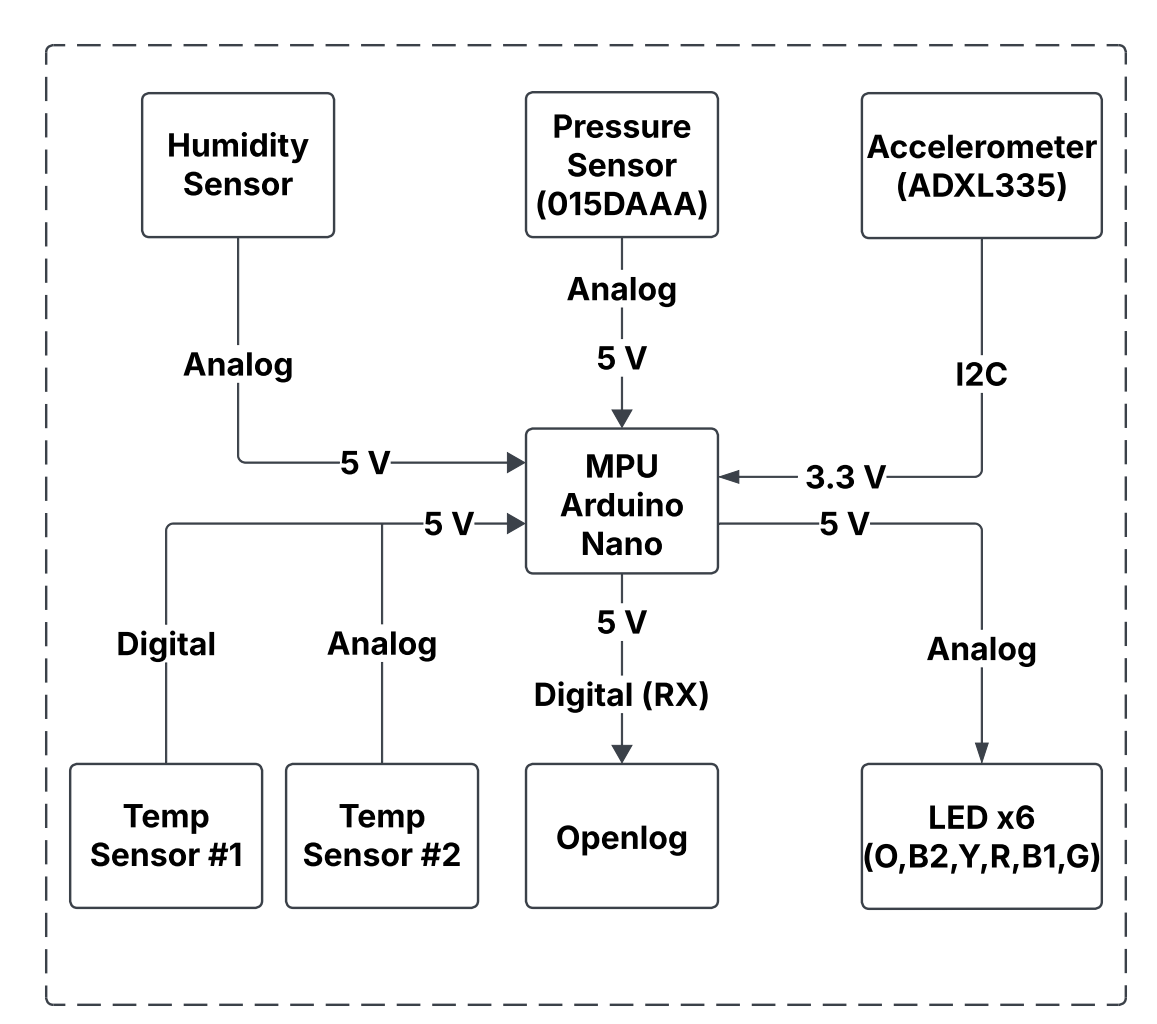 Humidity
Sensor
Pressure
Sensor
(015DAAA)
Accelerometer
(ADXL335)
Analog
5 V
Analog
5 V
I2C
3.3 V
MPU
Arduino
Nano
5 V
Digital
Analog
5 V
Digital (RX)
5 V
Analog
Temp
Sensor #1
Temp
Sensor #2
Openlog
LED x6
(O,B2,Y,R,B1,G)